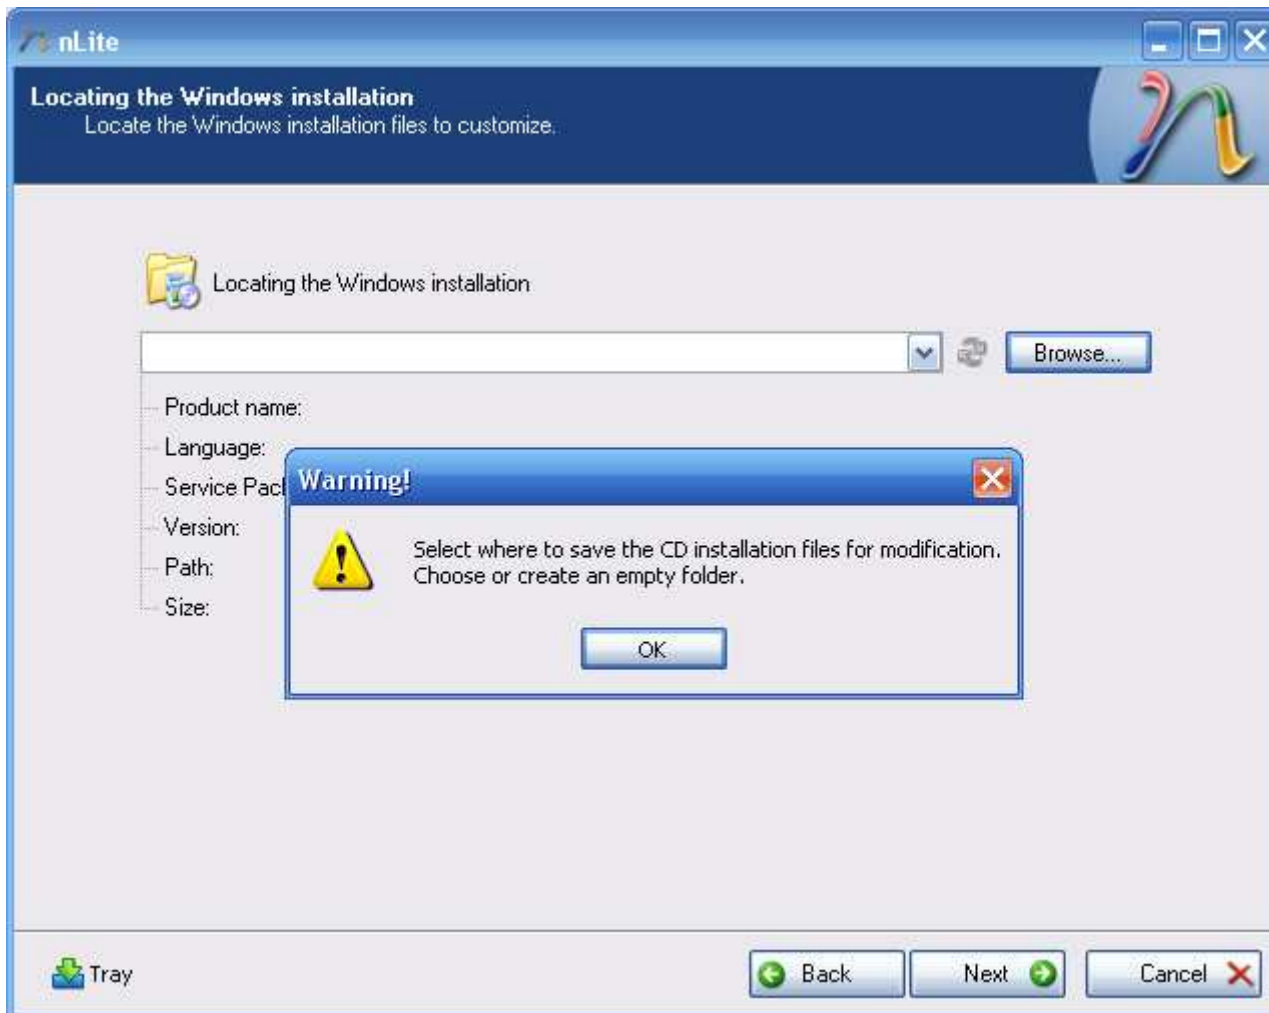 nLite
Locating the Windows installation
Locate the Windows installation files to customize.
Locating the Windows installation
Browse...
Product name:
Language:
Service Pac
Warning!
Version:
Select where to save the CD installation files for modification.
Choose or create an empty folder.
Path:
Size:
OK
Tray
Back
Next
Cancel